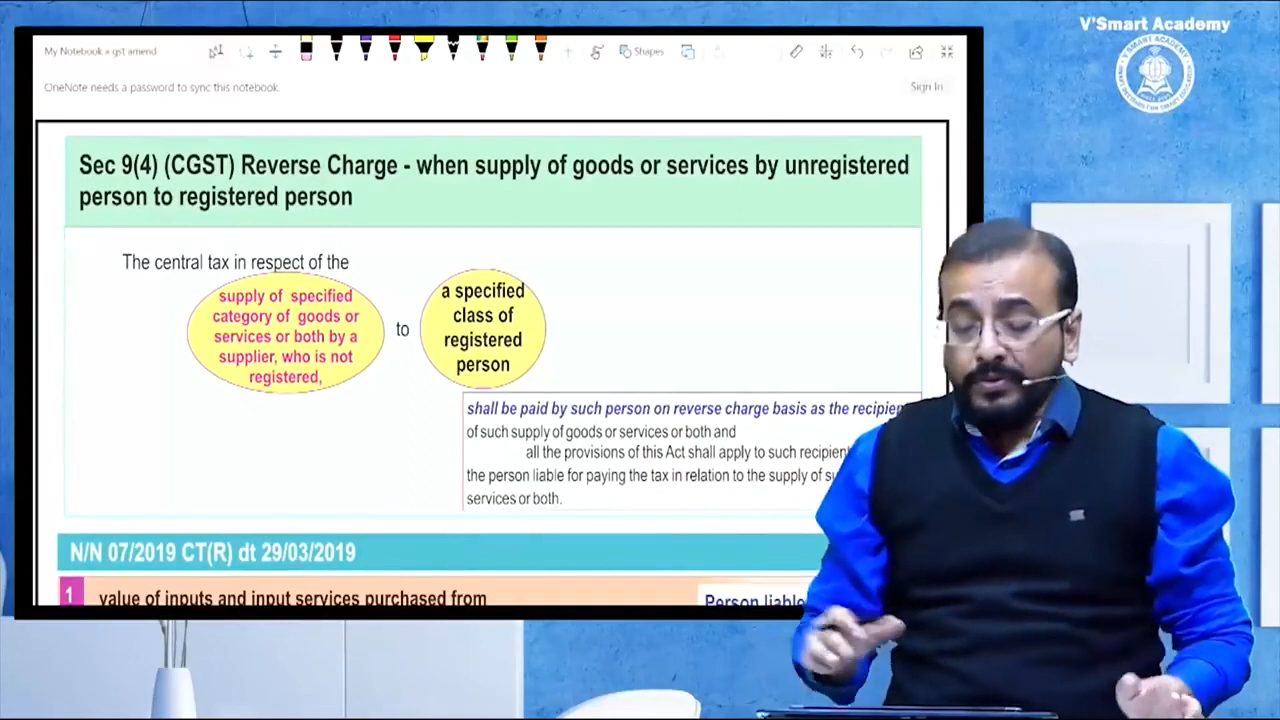 V'Smart Academy
My Notebook » gst amend
Shapes
OneNote needs a password to sync this notebook.
Sign In
Sec 9(4) (CGST) Reverse Charge - when supply of goods or services by unregistered
person to registered person
The central tax in respect of the
supply of specified
category of goods or
services or both by a
supplier, who is not
registered,
to
a specified
class of
registered
person
shall be paid by such person on reverse charge basis as the recipien
of such supply of goods or services or both and
all the provisions of this Act shall apply to such recipient
the person liable for paying the tax in relation to the supply of su
services or both.
N/N 07/2019 CT(R) dt 29/03/2019
1 value of inputs and input services purchased from
Person liable